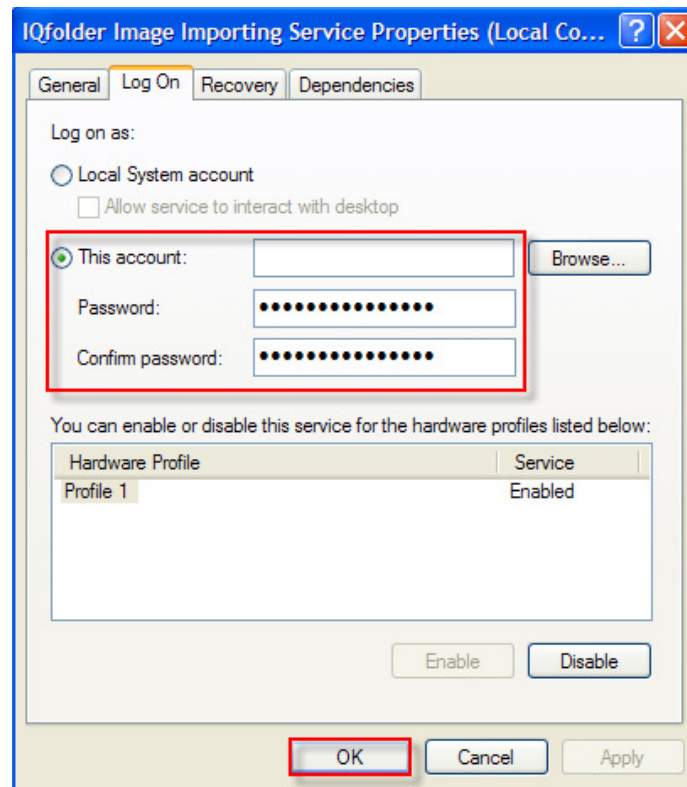 IQfolder Image Importing Service Properties (Local Co... ?
General Log On Recovery Dependencies
Log on as:
Local System account
Allow service to interact with desktop
This account: Browse...
Password: ●●●●●●●●●●●●●●●
Confirm password: ●●●●●●●●●●●●●●●
You can enable or disable this service for the hardware profiles listed below:
Hardware Profile Service
Profile 1 Enabled
Enable Disable
OK Cancel Apply